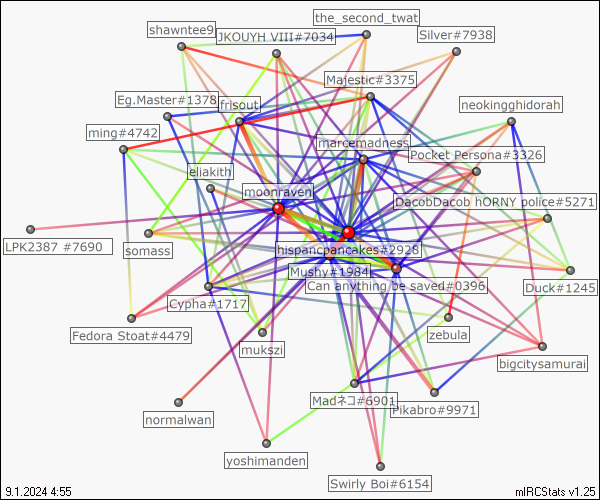 the_second_twat
shawntee9
JKOUYH VIII#7034
Silver#7938
Majestic#3375
Eg.Master#1378
frisout
neokingghidorah
ming#4742
marcemadness
Pocket Persona#3326
eliakith
moonraven
DacobDacob hORNY police#5271
LPK2387 #7690
somass
hispancpancakes#2928
Mushy#1984
Can anything be saved#0396
Duck#1245
Cypha#1717
Fedora Stoat#4479
zebula
mukszi
bigcitysamurai
Madネコ#6901
Pikabro#9971
normalwan
yoshimanden
Swirly Boi#6154
9.1.2024 4:55
mIRCStats v1.25